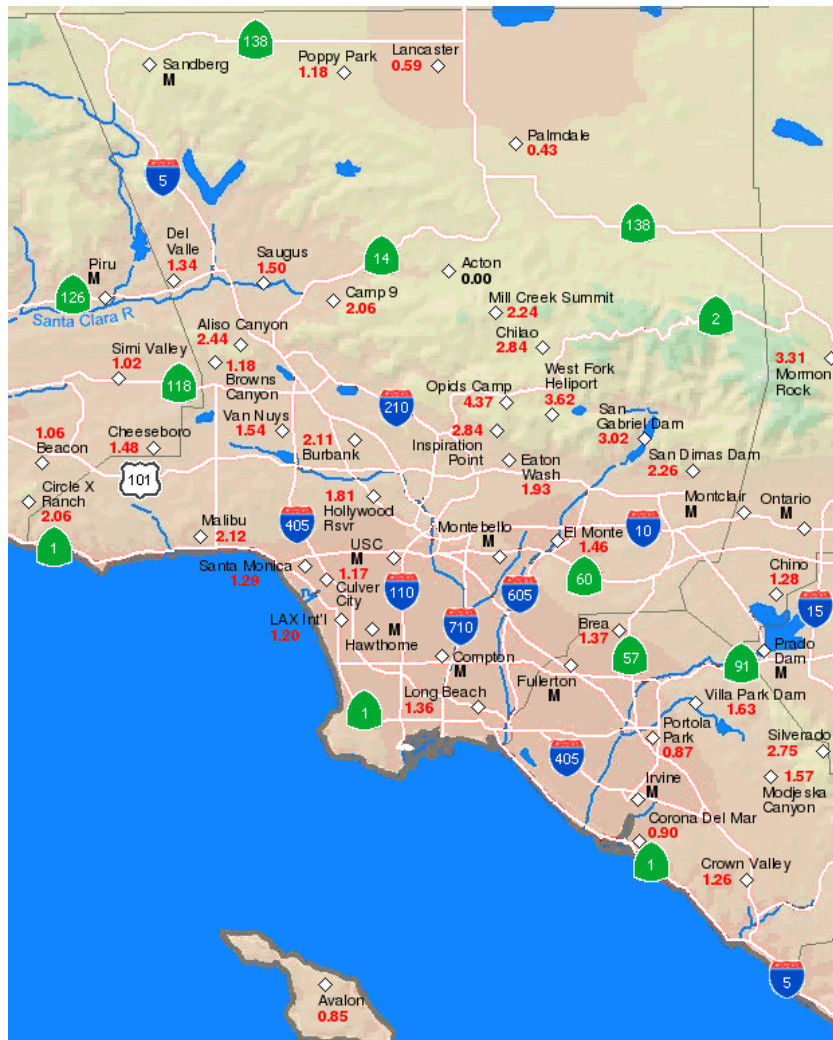 138
Sandberg
M
Poppy Park
1.18
Lancaster
0.59
Palmdale
0.43
5
138
Del
Valle
1.34
Saugus
1.50
14
Acton
0.00
Piru
M
126
Santa Clara R
Camp 9
2.06
Mill Creek Summit
2.24
2
Aliso Canyon
2.44
Chilao
2.84
Simi Valley
1.02
118
1.18
Browns
Canyon
3.31
Mormon
Rock
West Fork
Heliport
3.62
Opids Camp
4.37
210
Van Nuys
1.54
2.11
Burbank
2.84
Inspiration
Point
San
Gabriel Dam
3.02
1.06
Beacon
Cheeseboro
1.48
101
Eaton
Wash
1.93
San Dimas Dam
2.26
Circle X
Ranch
2.06
1.81
Hollywood
Rsvr
Montclair
M
Ontario
M
Malibu
2.12
405
Montebello
M
El Monte
1.46
10
1
USC
M
Santa Monica
1.29
1.17
Culver
City
110
605
60
Chino
1.28
15
LAX Int'l
1.20
M
Hawthorne
710
Brea
1.37
57
91
Prado
Dam
M
Compton
M
Fullerton
M
Long Beach
1.36
1
Villa Park Dam
1.63
Portola
Park
0.87
Silverado
2.75
405
1.57
Modjeska
Canyon
Irvine
M
Corona Del Mar
0.90
1
Crown Valley
1.26
5
Avalon
0.85